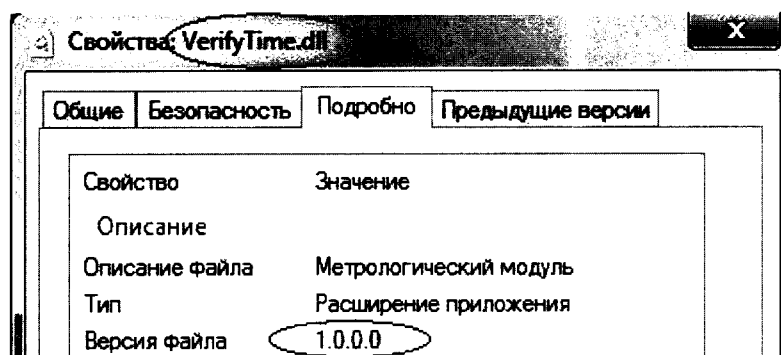 Свойства: VerifyTime.dll
Общие Безопасность Подробно Предыдущие версии
Свойство Значение
Описание
Описание файла Метрологический модуль
Тип Расширение приложения
Версия файла 1.0.0.0